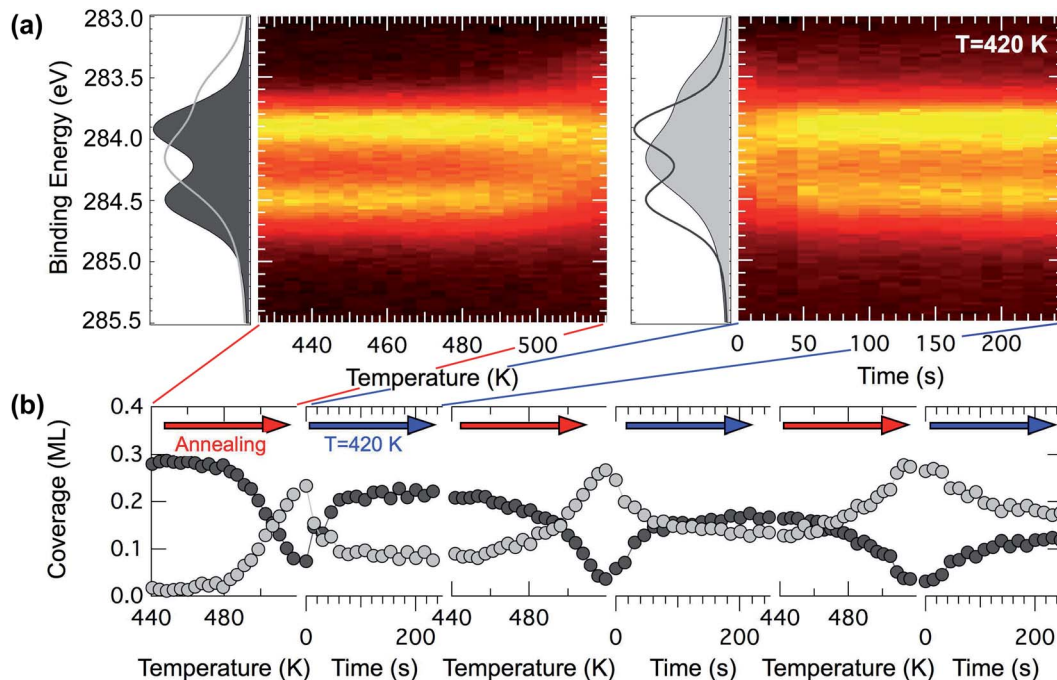 (a)
283.0
283.5
284.0
284.5
285.0
285.5
Binding Energy (eV)
T=420 K
440 460 480 500
Temperature (K)
0 50 100 150 200
Time (s)
(b)
0.4
0.3
0.2
0.1
0.0
Coverage (ML)
Annealing
T=420 K
440 480
0 200
440 480
0 200
440 480
0 200
Temperature (K) Time (s) Temperature (K) Time (s) Temperature (K) Time (s)